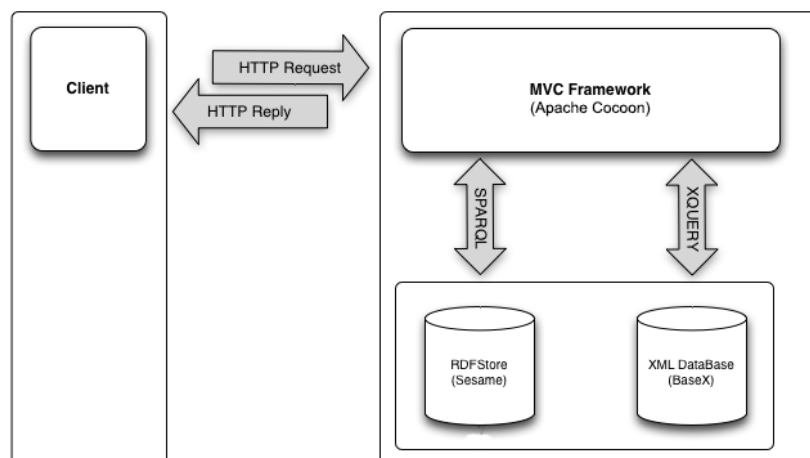 Client
HTTP Request
HTTP Reply
MVC Framework
(Apache Cocoon)
SPARQL
XQUERY
RDFStore
(Sesame)
XML DataBase
(BaseX)